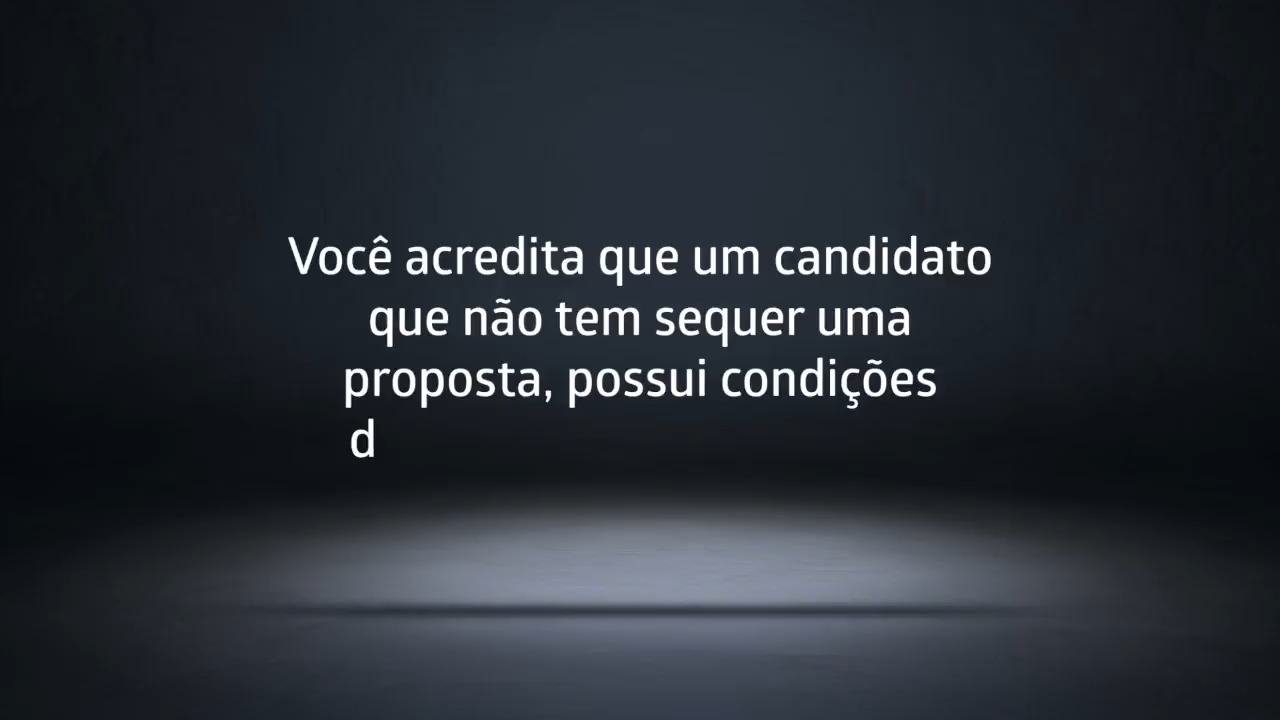 Você acredita que um candidato
que não tem sequer uma
proposta, possui condições
d